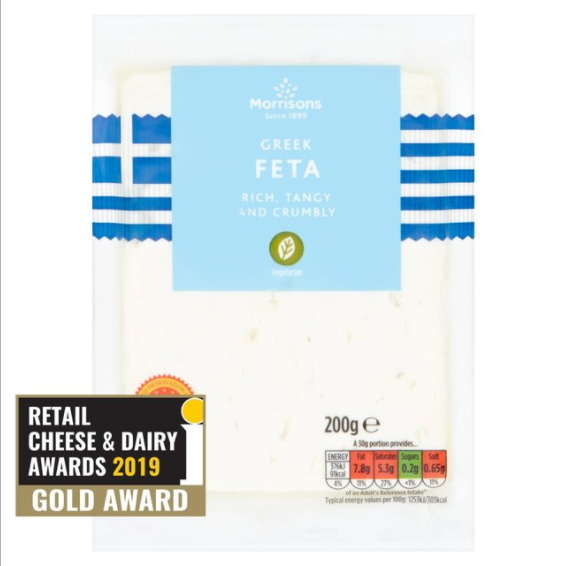 Morrisons
Since 1899
GREEK
FETA
RICH, TANGY
AND CRUMBLY
Vegetarian
RETAIL
CHEESE & DAIRY
AWARDS 2019
GOLD AWARD
200g e
A 30g portion provides...
ENERGY Fat Saturates Sugars Salt
376kJ 7.8g 5.3g 0.2g 0.65g
91kcal
11% 27% <1% 11%
of an Adult's Reference Intake*
Typical energy values per 100g: 1253kJ/303kcal